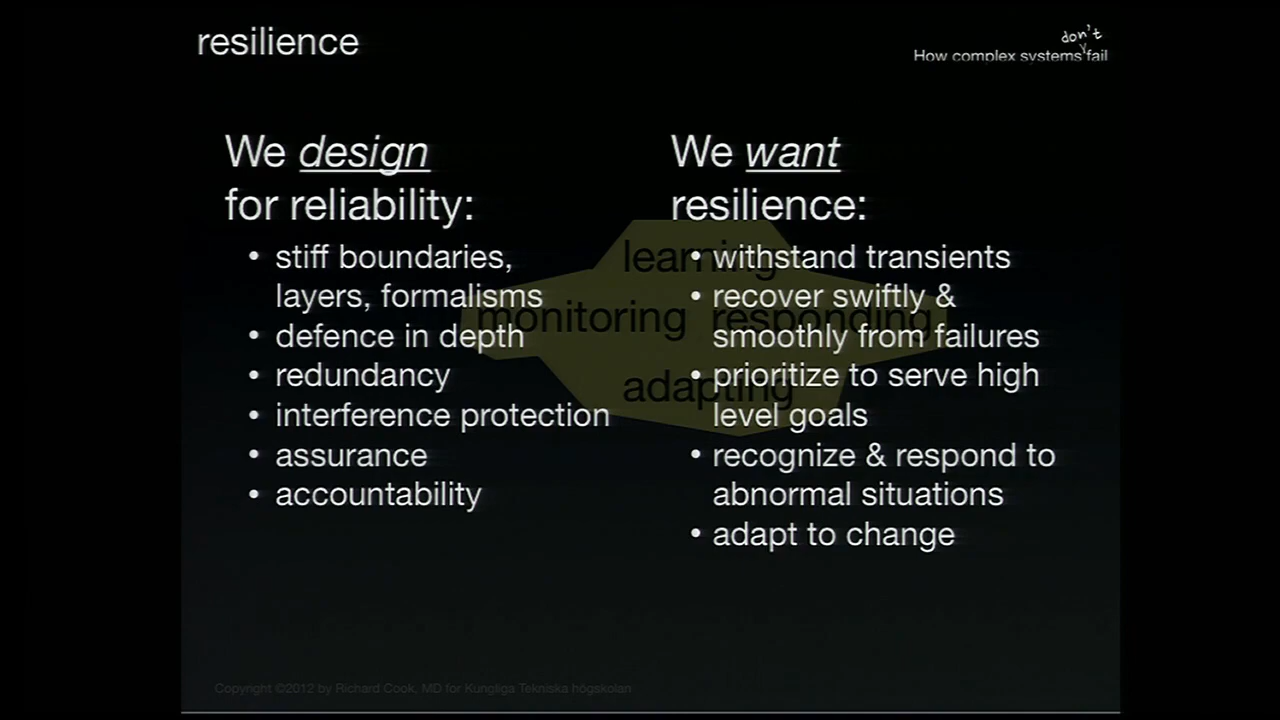 resilience
don't
How complex systems fail
We design
for reliability:
• stiff boundaries,
layers, formalisms
• defence in depth
• redundancy
• interference protection
• assurance
• accountability
We want
resilience:
• withstand transients
• recover swiftly &
smoothly from failures
• prioritize to serve high
level goals
• recognize & respond to
abnormal situations
• adapt to change
learning
monitoring responding
adapting
Copyright ©2012 by Richard Cook, MD for Kungliga Tekniska högskolan